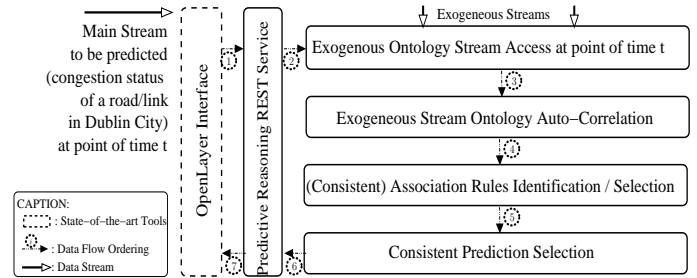 Main Stream
to be predicted
(congestion status
of a road/link
in Dublin City)
at point of time t
CAPTION:
: State-of-the-art Tools
i
: Data Flow Ordering
: Data Stream
OpenLayer Interface
1
Predictive Reasoning REST Service
2
Exogeneous Streams
Exogenous Ontology Stream Access at point of time t
3
Exogeneous Stream Ontology Auto-Correlation
4
(Consistent) Association Rules Identification / Selection
5
Consistent Prediction Selection
6
7